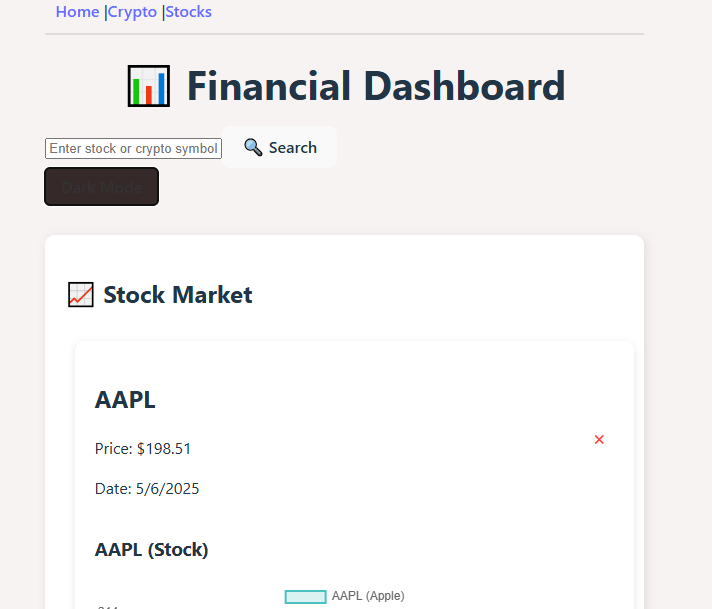 Home |Crypto |Stocks
Financial Dashboard
Enter stock or crypto symbol
Search
Dark Mode
Stock Market
AAPL
Price: $198.51
Date: 5/6/2025
AAPL (Stock)
AAPL (Apple)